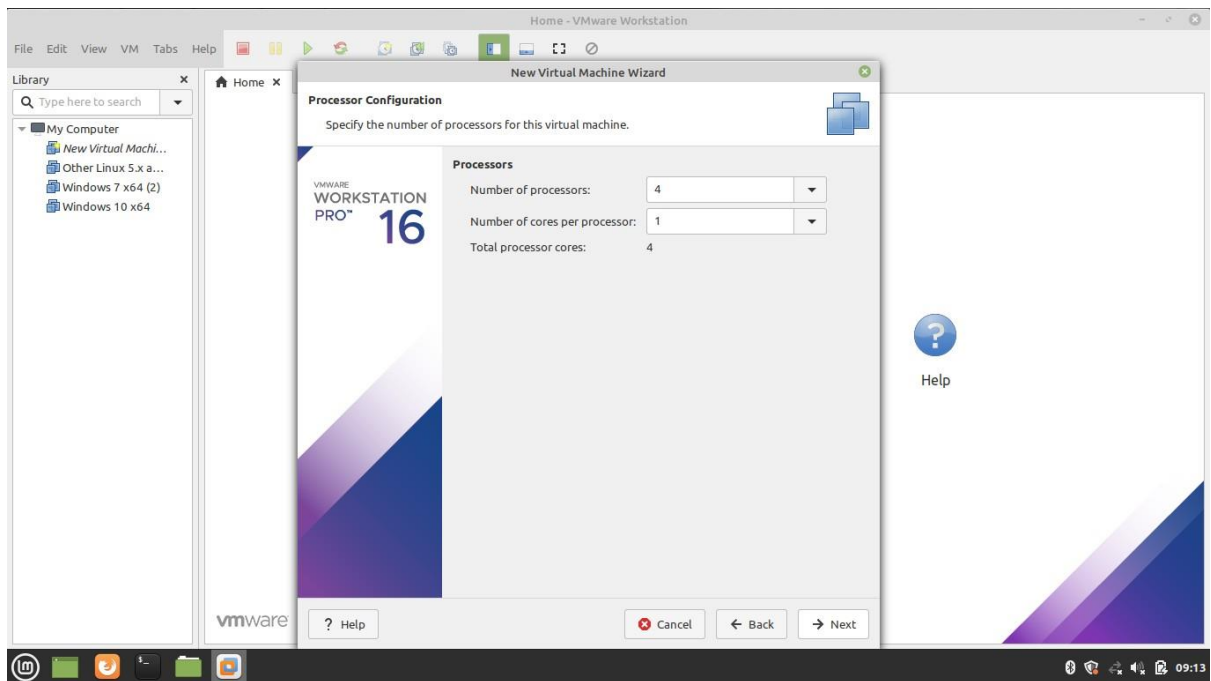 Home - VMware Workstation
File Edit View VM Tabs Help
Library
Home
Type here to search
My Computer
New Virtual Machi...
Other Linux 5.x a...
Windows 7 x64 (2)
Windows 10 x64
New Virtual Machine Wizard
Processor Configuration
Specify the number of processors for this virtual machine.
VMWARE
WORKSTATION
PRO™ 16
Processors
Number of processors: 4
Number of cores per processor: 1
Total processor cores: 4
? Help
Cancel
Back
Next
Help
vmware
09:13